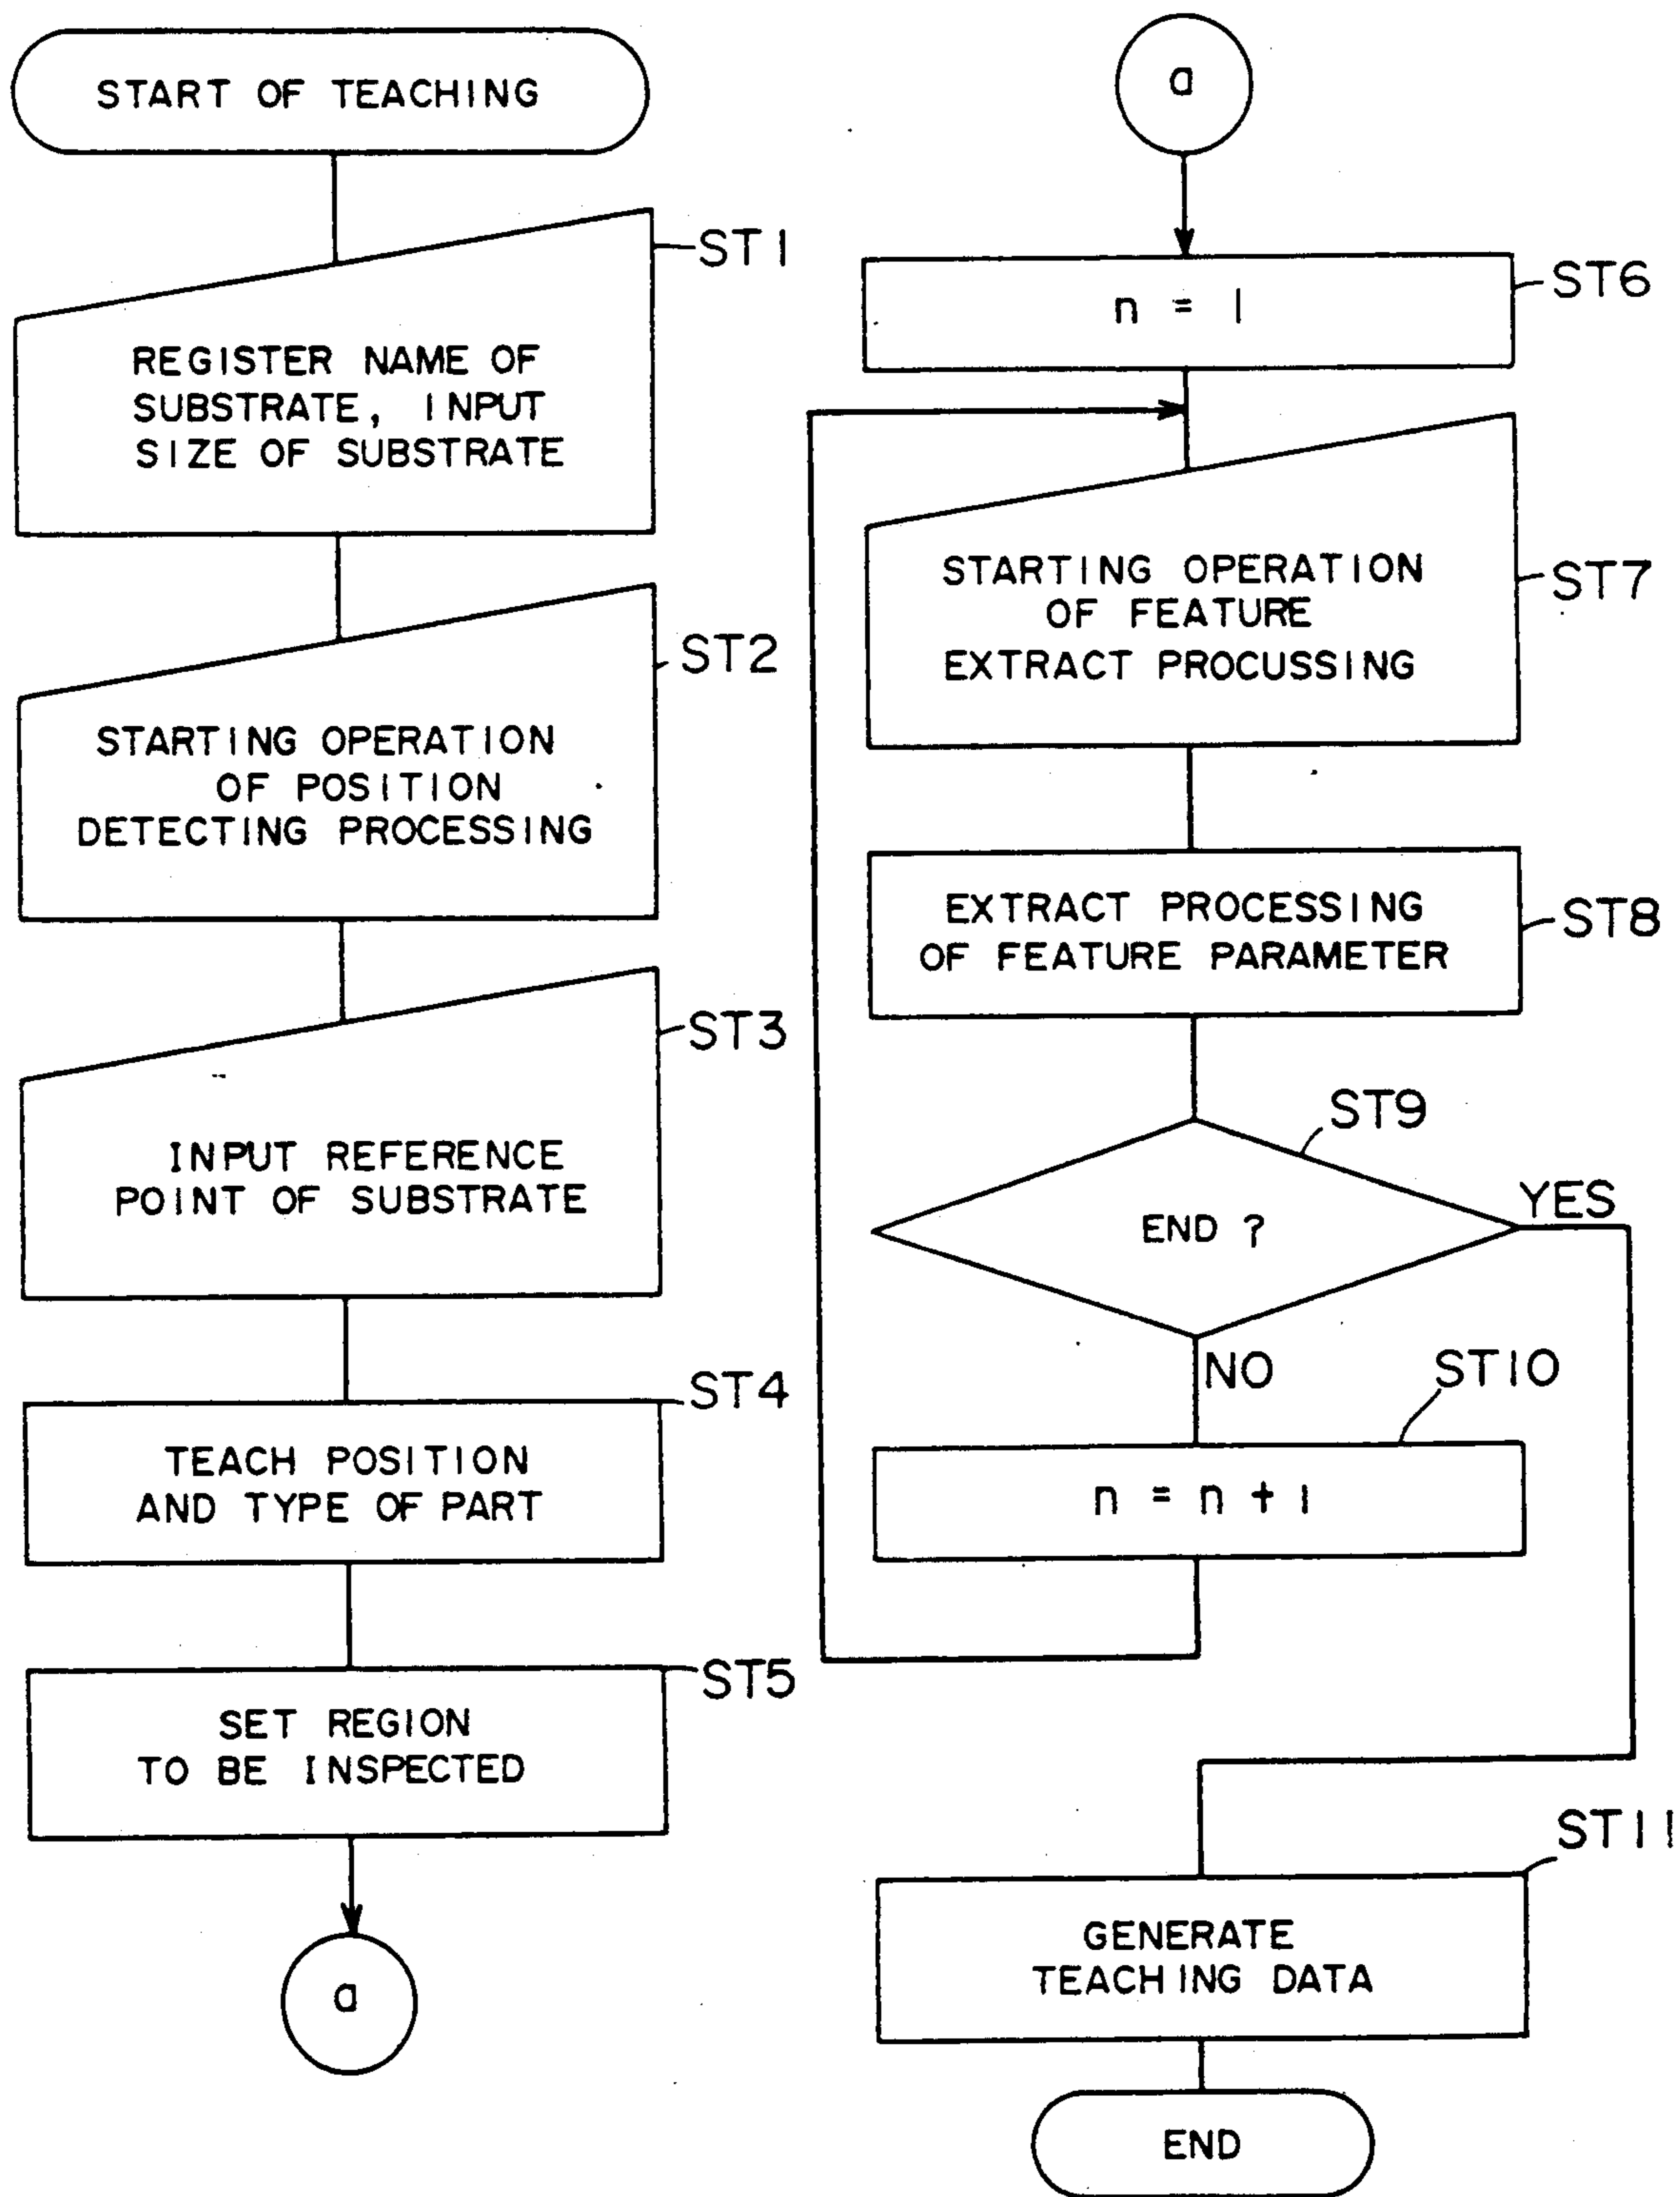 START OF TEACHING
ST1
REGISTER NAME OF
SUBSTRATE, INPUT
SIZE OF SUBSTRATE
ST2
STARTING OPERATION
OF POSITION
DETECTING PROCESSING
ST3
INPUT REFERENCE
POINT OF SUBSTRATE
ST4
TEACH POSITION
AND TYPE OF PART
ST5
SET REGION
TO BE INSPECTED
a
a
ST6
n = 1
ST7
STARTING OPERATION
OF FEATURE
EXTRACT PROCUSSING
ST8
EXTRACT PROCESSING
OF FEATURE PARAMETER
ST9
END ?
YES
NO
ST10
n = n + 1
ST11
GENERATE
TEACHING DATA
END